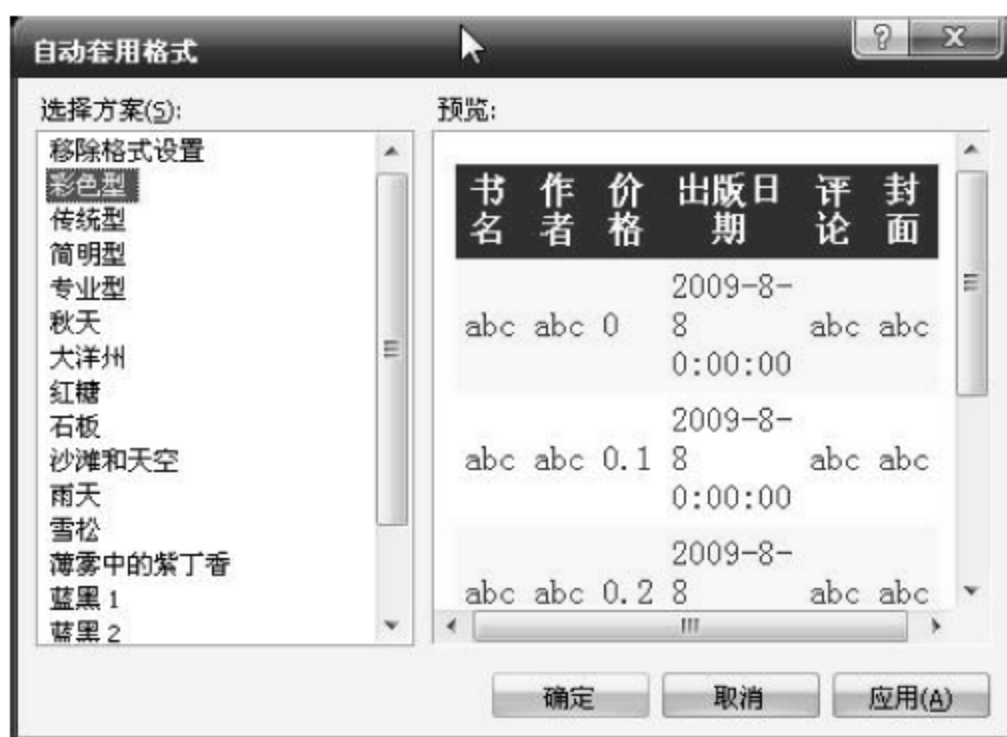 自动套用格式
选择方案(S):
移除格式设置
彩色型
传统型
简明型
专业型
秋天
大洋州
红糖
石板
沙滩和天空
雨天
雪松
薄雾中的紫丁香
蓝黑 1
蓝黑 2
预览:
书名 作者 价格 出版日期 评论 封面
2009-8-
abc abc 0 8 abc abc
0:00:00
2009-8-
abc abc 0.1 8 abc abc
0:00:00
2009-8-
abc abc 0.2 8 abc abc
确定 取消 应用(A)